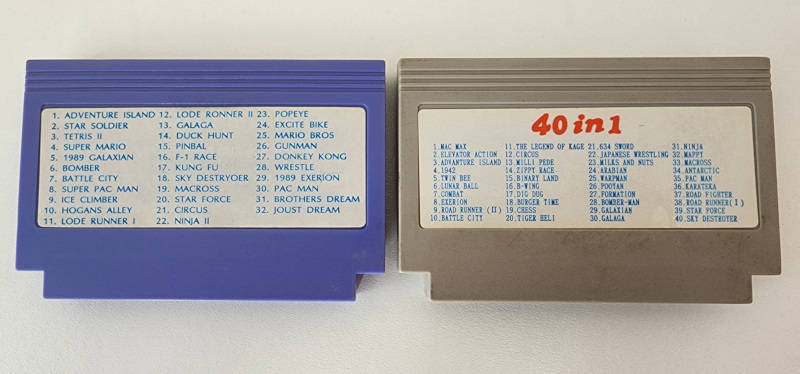 1. ADVENTURE ISLAND
2. STAR SOLDIER
3. TETRIS II
4. SUPER MARIO
5. 1989 GALAXIAN
6. BOMBER
7. BATTLE CITY
8. SUPER PAC MAN
9. ICE CLIMBER
10. HOGANS ALLEY
11. LODE RUNNER I
12. LODE RONNER II
13. GALAGA
14. DUCK HUNT
15. PINBAL
16. F-1 RACE
17. KUNG FU
18. SKY DESTRYOER
19. MACROSS
20. STAR FORCE
21. CIRCUS
22. NINJA II
23. POPEYE
24. EXCITE BIKE
25. MARIO BROS
26. GUNMAN
27. DONKEY KONG
28. WRESTLE
29. 1989 EXERION
30. PAC MAN
31. BROTHERS DREAM
32. JOUST DREAM
40 in 1
1.MAC MAX
2.ELEVATOR ACTION
3.ADVANTURE ISLAND
4.1942
5.TWIN BEE
6.LUNAR BALL
7.COMBAT
8.EXERION
9.ROAD RUNNER (II)
10.BATTLE CITY
11.THE LEGEND OF KAGE
12.CIRCUS
13.MILLI PEDE
14.ZIPPY RACE
15.BINARY LAND
16.B-WING
17.DIG DUG
18.BURGER TIME
19.CHESS
20.TIGER HELI
21.634 SWORD
22.JAPANESE WRESTLING
23.MILKS AND NUTS
24.ARABIAN
25.WARPMAN
26.POOYAN
27.FORMATION
28.BOMBER-MAN
29.GALAXIAN
30.GALAGA
31.NINJA
32.MAPPY
33.MACROSS
34.ANTARCTIC
35.PAC MAN
36.KARATEKA
37.ROAD FIGHTER
38.ROAD RUNNER(I)
39.STAR FORCE
40.SKY DESTROYER